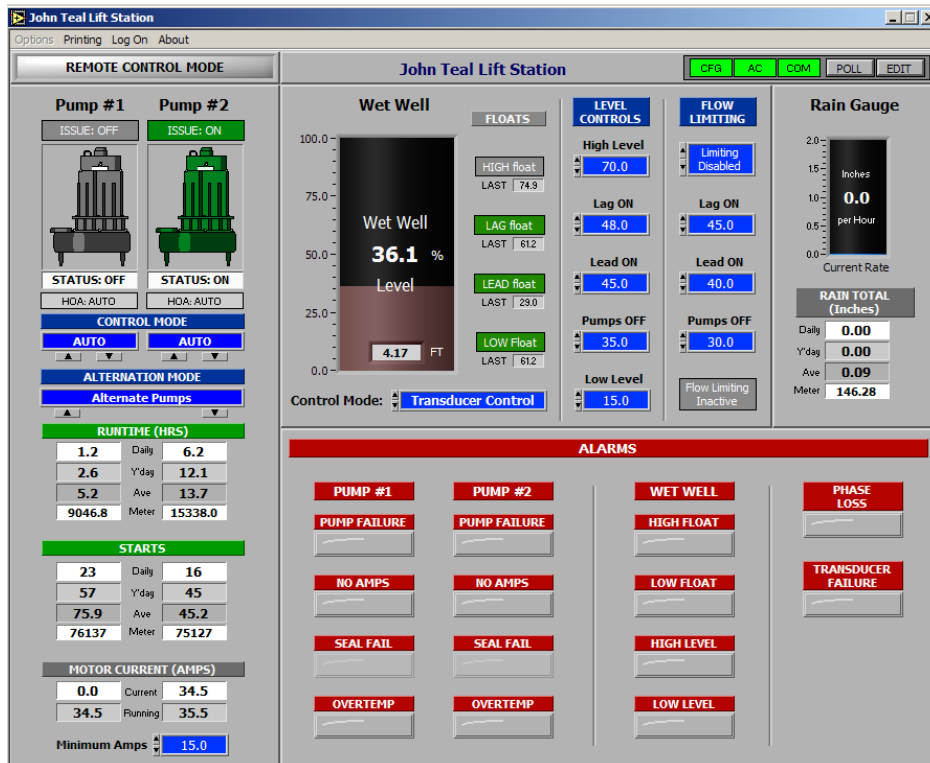 John Teal Lift Station
Options Printing Log On About
REMOTE CONTROL MODE
John Teal Lift Station
CFG AC COM POLL EDIT
Pump #1 Pump #2
ISSUE: OFF ISSUE: ON
STATUS: OFF STATUS: ON
HOA: AUTO HOA: AUTO
CONTROL MODE
AUTO AUTO
ALTERNATION MODE
Alternate Pumps
RUNTIME (HRS)
1.2 Daily 6.2
2.6 Y'day 12.1
5.2 Ave 13.7
9046.8 Meter 15338.0
STARTS
23 Daily 16
57 Y'day 45
75.9 Ave 45.2
76137 Meter 75127
MOTOR CURRENT (AMPS)
0.0 Current 34.5
34.5 Running 35.5
Minimum Amps 15.0
Wet Well
100.0
75.0
50.0
25.0
0.0
Wet Well
36.1 %
Level
4.17 FT
FLOATS
HIGH float
LAST 74.9
LAG float
LAST 61.2
LEAD float
LAST 29.0
LOW Float
LAST 61.2
Control Mode: Transducer Control
LEVEL
CONTROLS
High Level
70.0
Lag ON
48.0
Lead ON
45.0
Pumps OFF
35.0
Low Level
15.0
FLOW
LIMITING
Limiting
Disabled
Lag ON
45.0
Lead ON
40.0
Pumps OFF
30.0
Flow Limiting
Inactive
Rain Gauge
2.0
1.5
1.0
0.5
0.0
Inches
0.0
per Hour
Current Rate
RAIN TOTAL
(Inches)
Daily 0.00
Y'day 0.00
Ave 0.09
Meter 146.28
ALARMS
PUMP #1
PUMP FAILURE
NO AMPS
SEAL FAIL
OVERTEMP
PUMP #2
PUMP FAILURE
NO AMPS
SEAL FAIL
OVERTEMP
WET WELL
HIGH FLOAT
LOW FLOAT
HIGH LEVEL
LOW LEVEL
PHASE
LOSS
TRANSDUCER
FAILURE